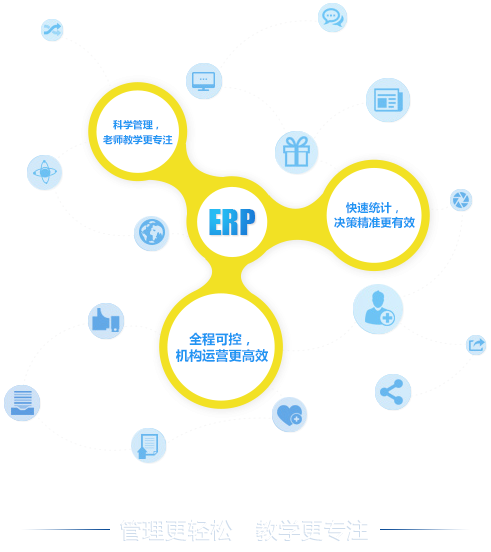 科学管理，
老师教学更专注
ERP
快速统计，
决策精准更有效
全程可控，
机构运营更高效
管理更轻松 教学更专注